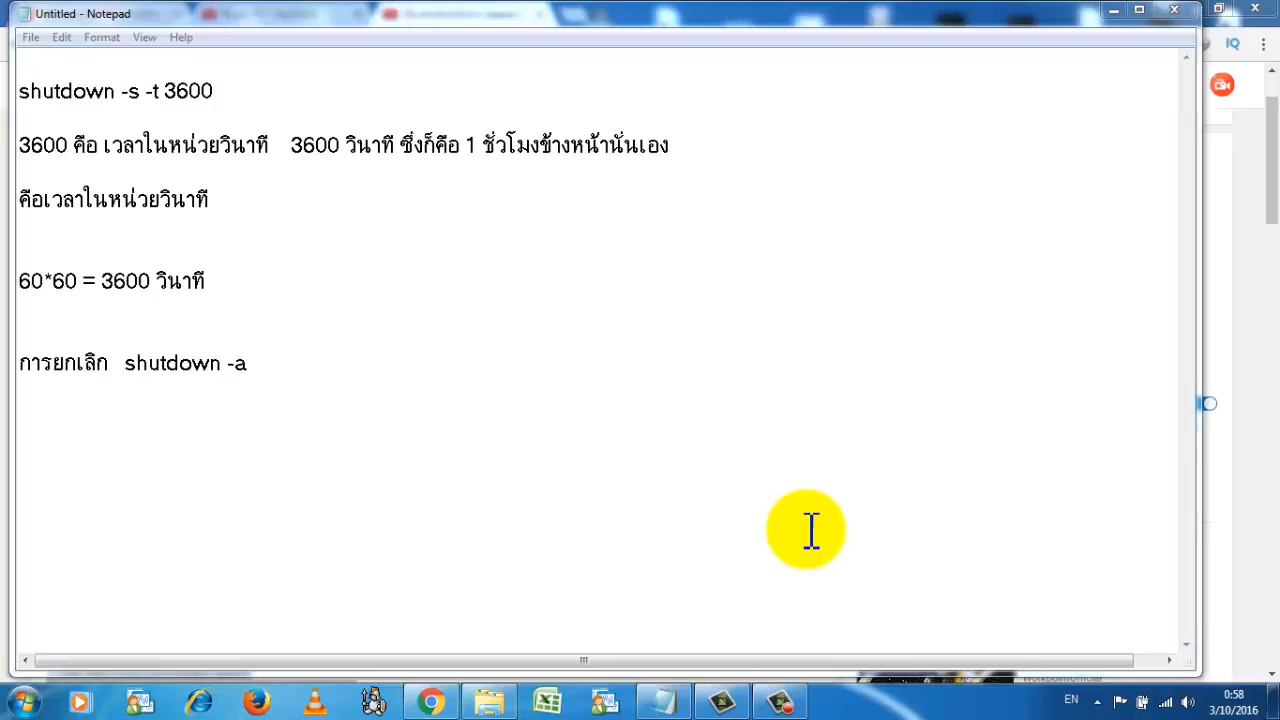 Untitled - Notepad
File Edit Format View Help
IQ
shutdown -s -t 3600
3600 คือ เวลาในหน่วยวินาที 3600 วินาที ซึ่งก็คือ 1 ชั่วโมงข้างหน้านั่นเอง
คือเวลาในหน่วยวินาที
60*60 = 3600 วินาที
การยกเลิก shutdown -a
WorkpointOfficial
EN
0:58
3/10/2016